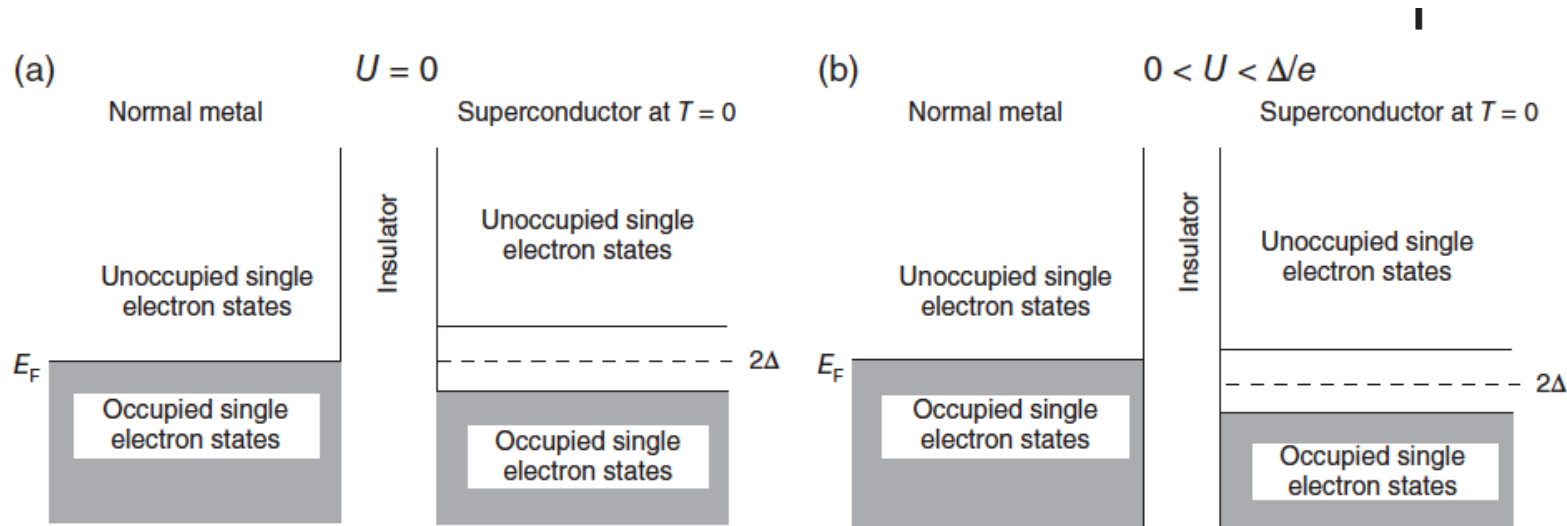 (a)
U = 0
Normal metal
Superconductor at T = 0
Insulator
Unoccupied single
electron states
Unoccupied single
electron states
E_F
2Δ
Occupied single
electron states
Occupied single
electron states
(b)
0 < U < Δ/e
Normal metal
Superconductor at T = 0
Insulator
Unoccupied single
electron states
Unoccupied single
electron states
E_F
2Δ
Occupied single
electron states
Occupied single
electron states